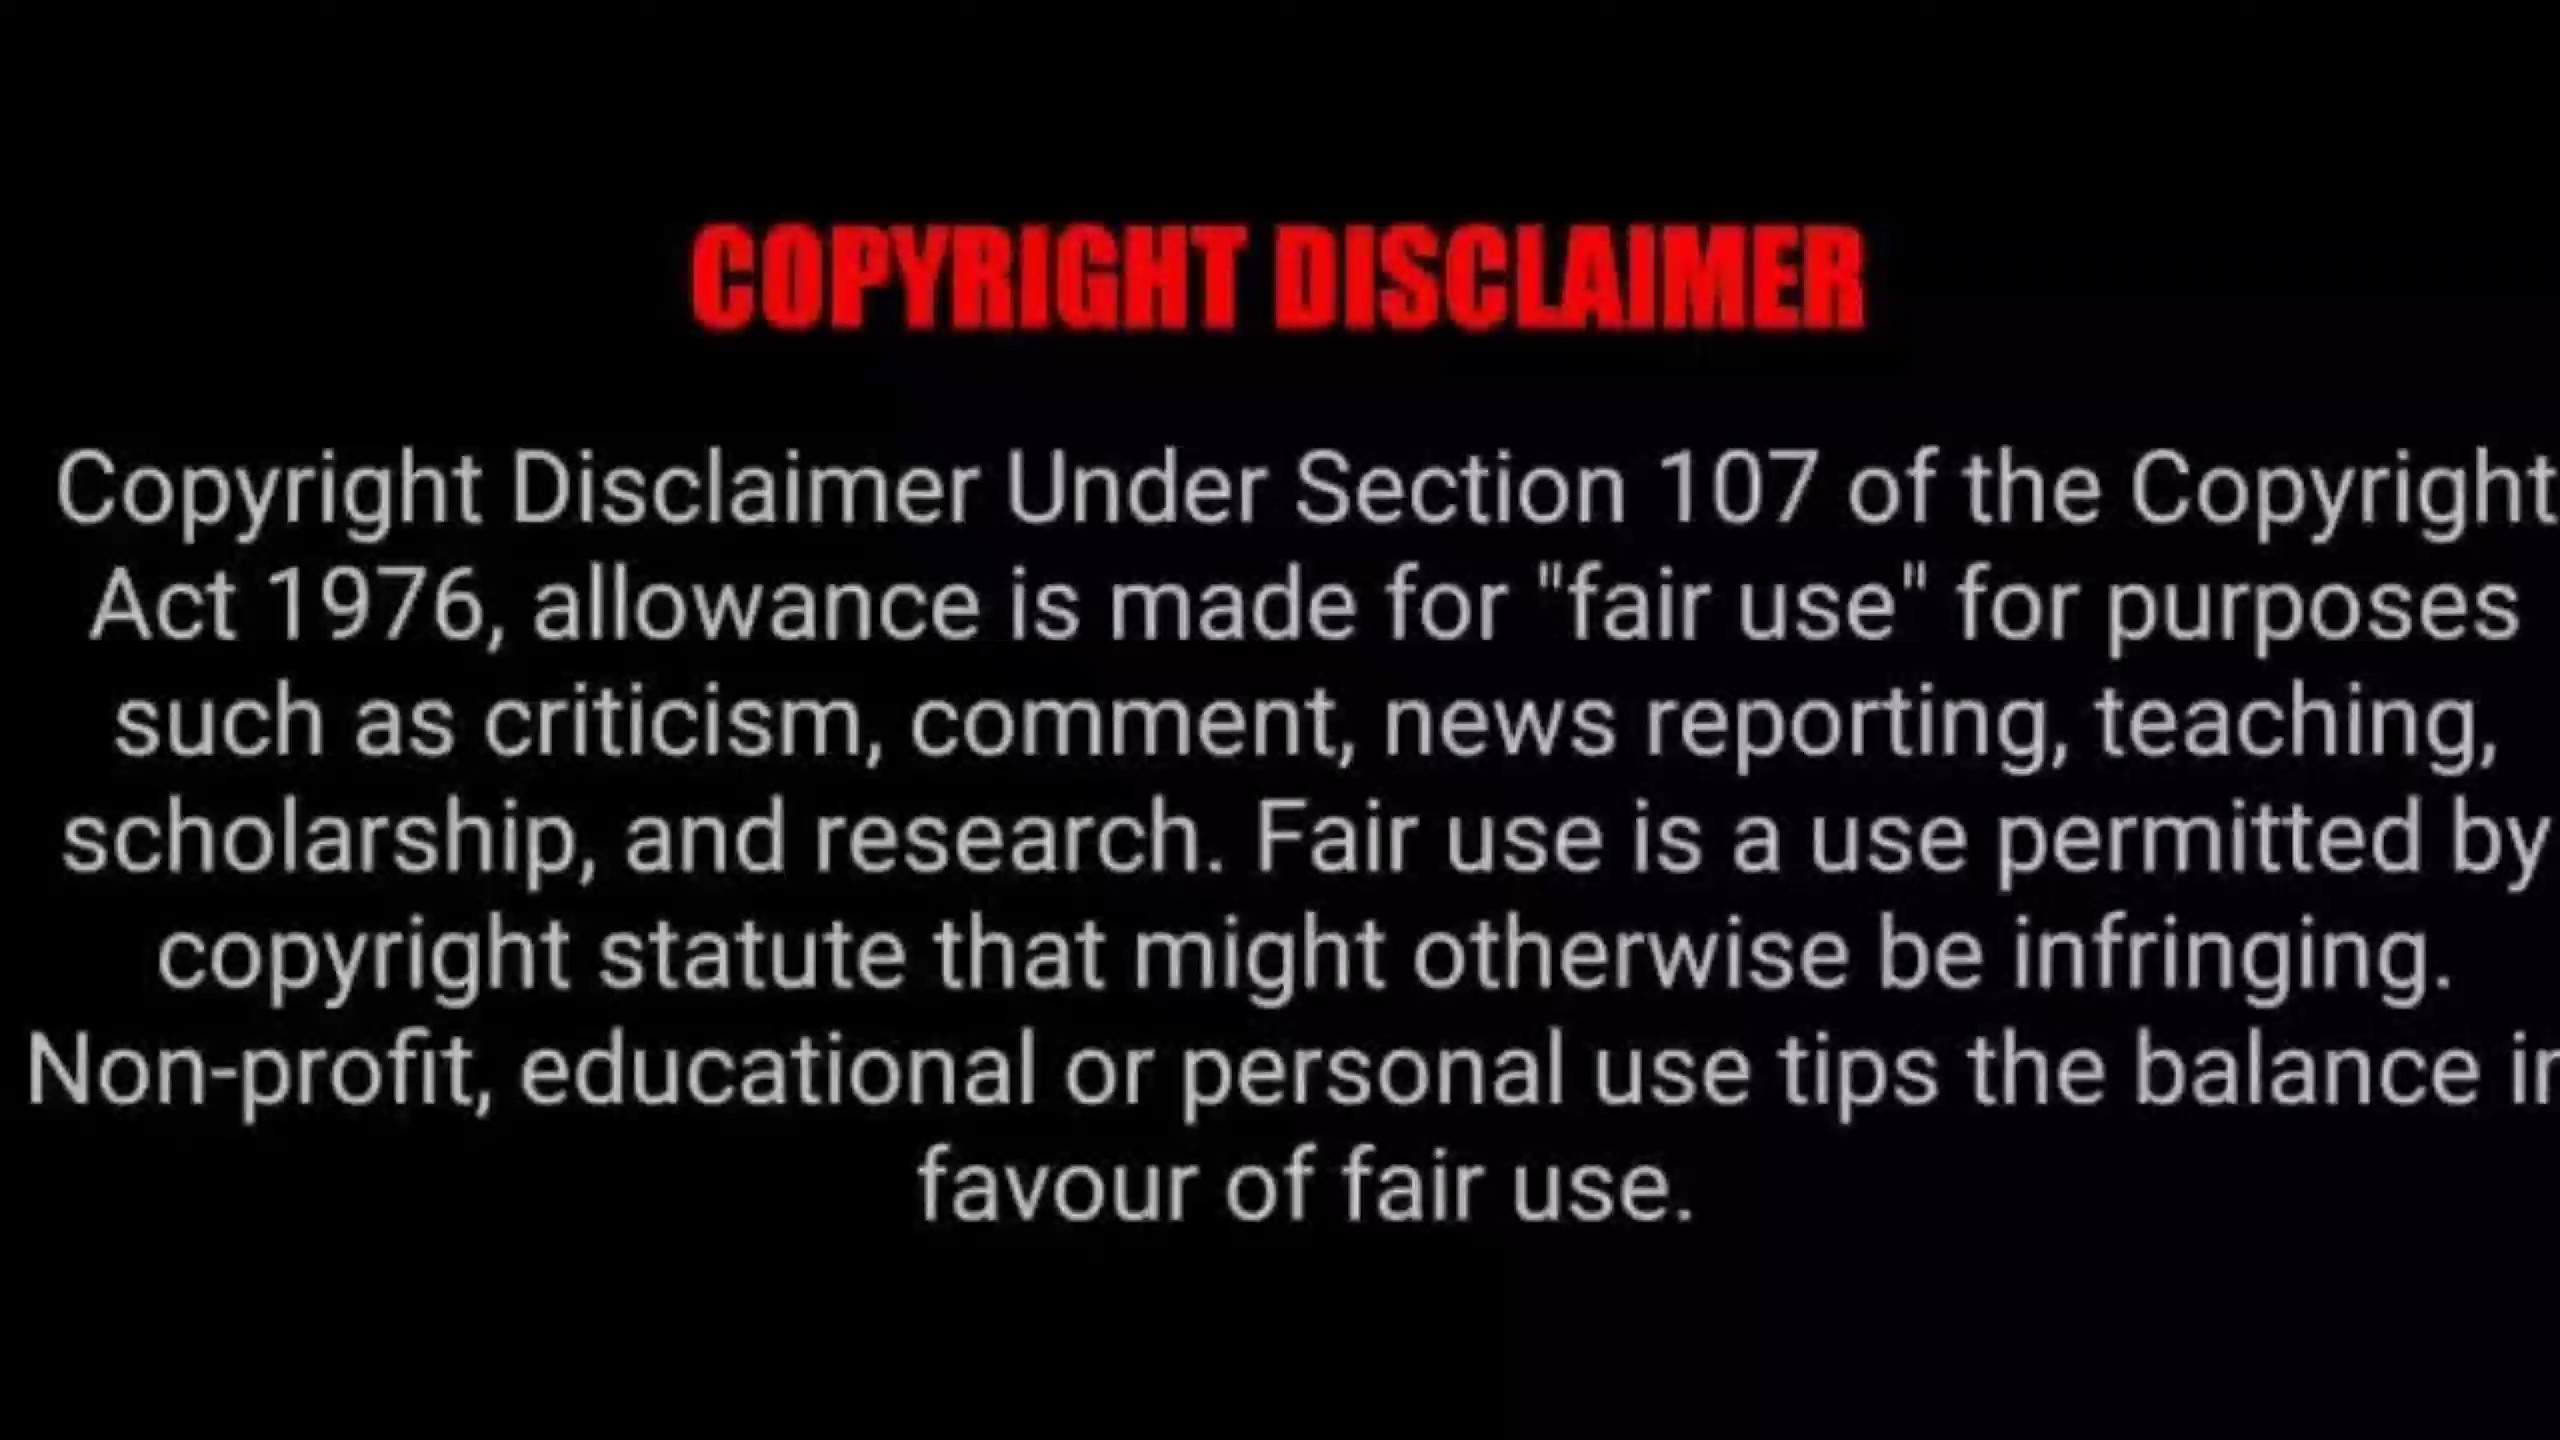 COPYRIGHT DISCLAIMER
Copyright Disclaimer Under Section 107 of the Copyright
Act 1976, allowance is made for "fair use" for purposes
such as criticism, comment, news reporting, teaching,
scholarship, and research. Fair use is a use permitted by
copyright statute that might otherwise be infringing.
Non-profit, educational or personal use tips the balance in
favour of fair use.